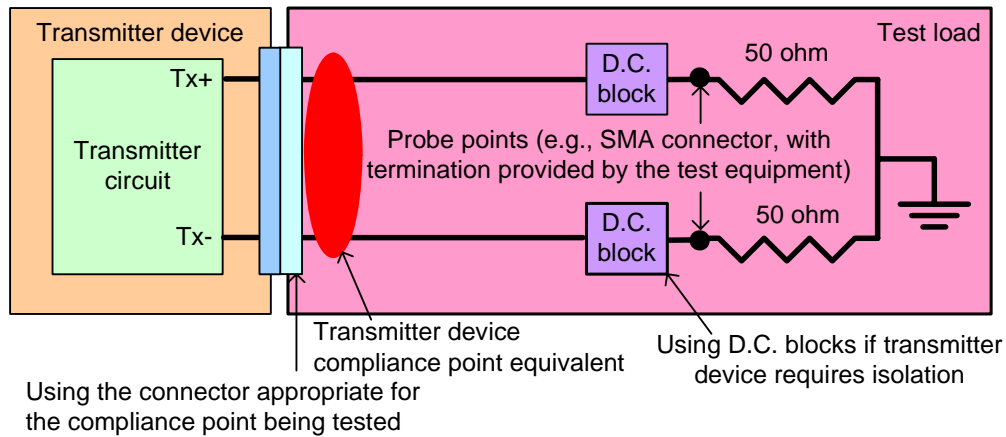 Transmitter device
Test load
Tx+
D.C.
block
50 ohm
Transmitter
circuit
Probe points (e.g., SMA connector, with
termination provided by the test equipment)
Tx-
D.C.
block
50 ohm
Transmitter device
compliance point equivalent
Using D.C. blocks if transmitter
device requires isolation
Using the connector appropriate for
the compliance point being tested